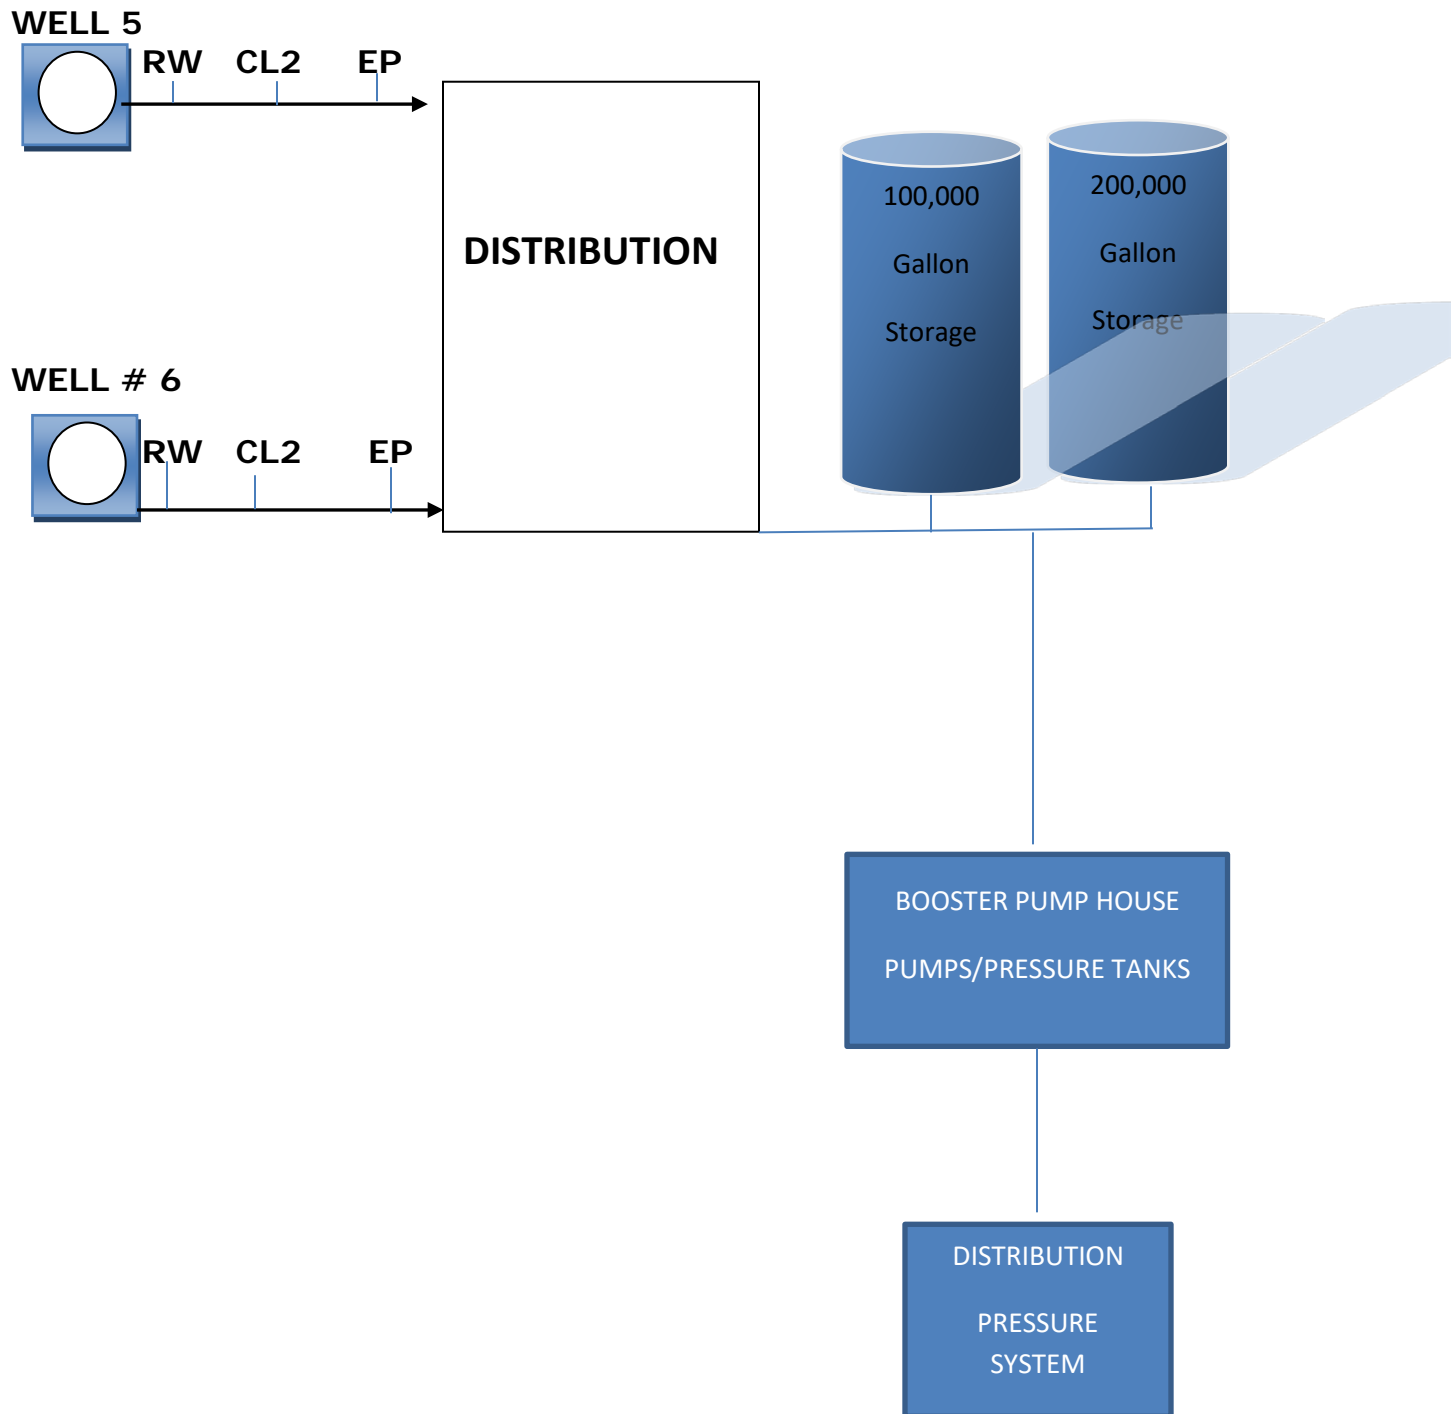 WELL 5
RW CL2 EP
DISTRIBUTION
100,000
Gallon
Storage
200,000
Gallon
Storage
WELL # 6
RW CL2 EP
BOOSTER PUMP HOUSE
PUMPS/PRESSURE TANKS
DISTRIBUTION
PRESSURE
SYSTEM